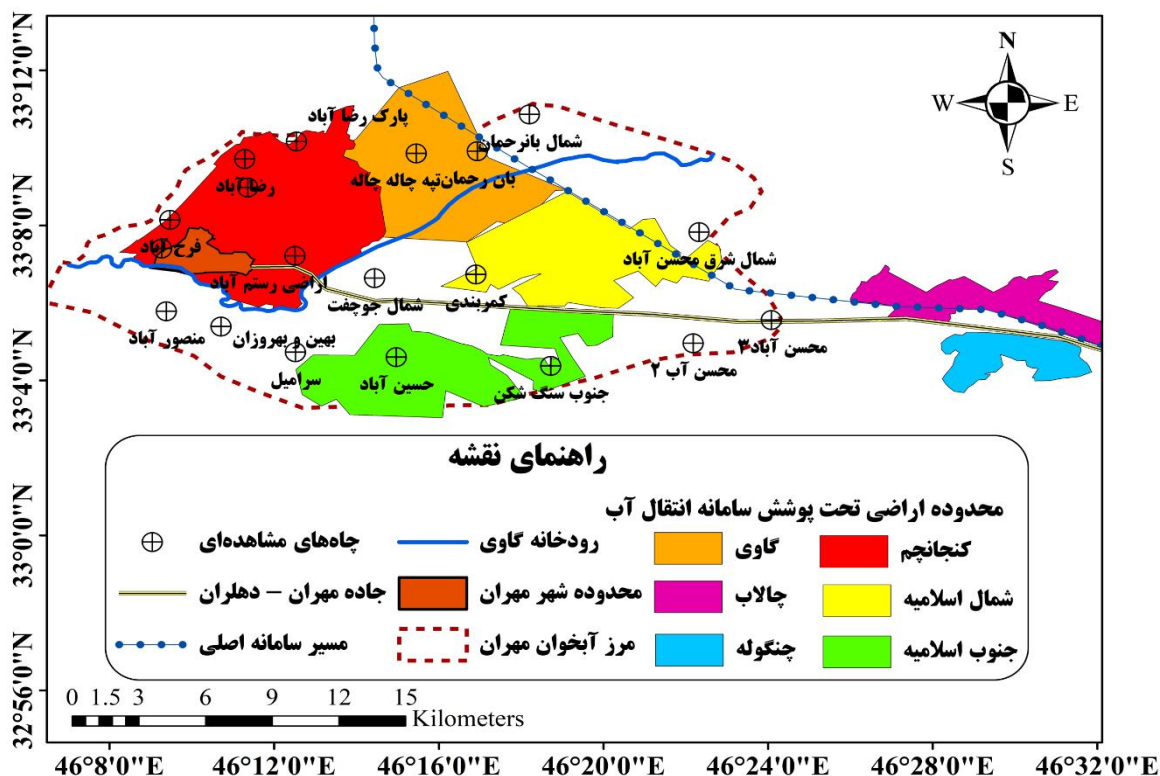 33°12'0"N
33°8'0"N
33°4'0"N
33°0'0"N
32°56'0"N
N
W
E
S
پارک رضا آباد
شمال بانرحمان
رضا آباد
تپه چاله چاله
بان رحمان
فرح آباد
شمال شرق محسن آباد
اراضی رستم آباد
شمال جوجفت
کمربندی
منصور آباد
بهین و بهروزان
محسن آباد۳
سرامیل
حسین آباد
جنوب سنگ شکن
محسن آب ۲
راهنمای نقشه
محدوده اراضی تحت پوشش سامانه انتقال آب
کنجانچم
گاوی
رودخانه گاوی
چاه‌های مشاهده‌ای
شمال اسلامیه
چالاب
محدوده شهر مهران
جاده مهران – دهلران
جنوب اسلامیه
چنگوله
مرز آبخوان مهران
مسیر سامانه اصلی
0 1.5 3 6 9 12 15
Kilometers
46°8'0"E 46°12'0"E 46°16'0"E 46°20'0"E 46°24'0"E 46°28'0"E 46°32'0"E